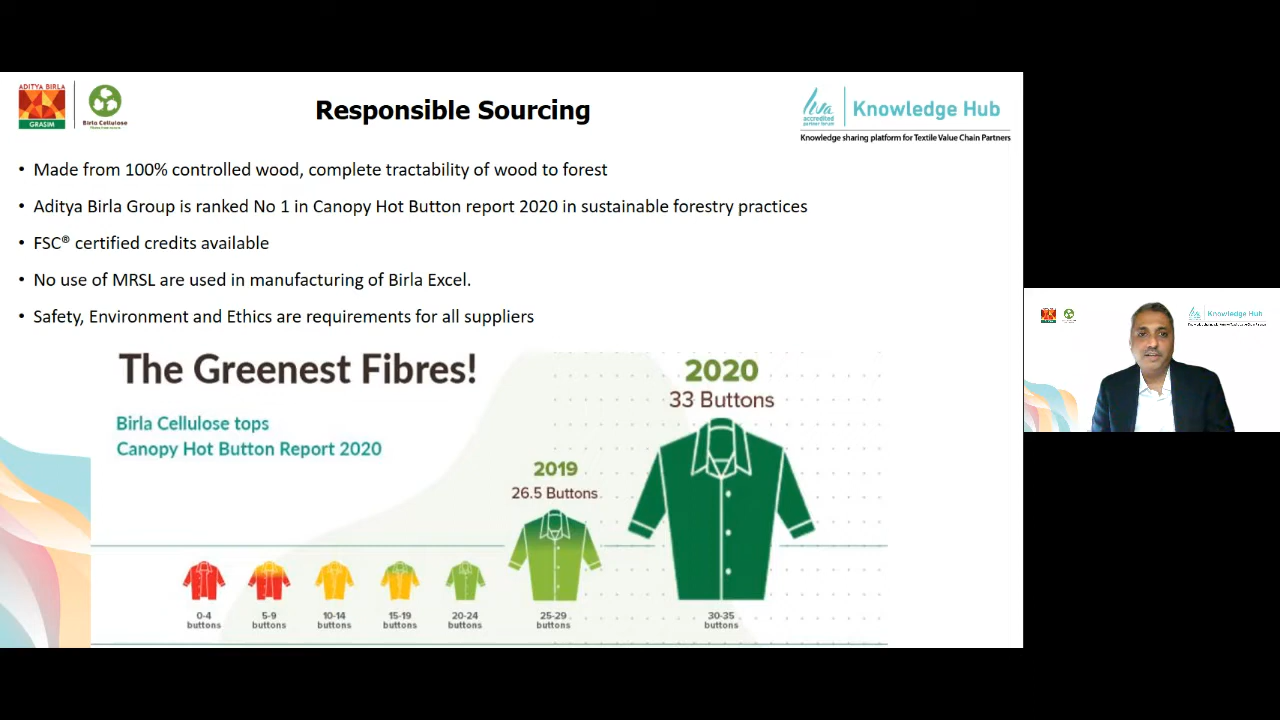 ADITYA BIRLA
GRASIM
Birla Cellulose
Responsible Sourcing
Liva
accredited
partner forum
Knowledge Hub
Knowledge sharing platform for Textile Value Chain Partners
• Made from 100% controlled wood, complete tractability of wood to forest
• Aditya Birla Group is ranked No 1 in Canopy Hot Button report 2020 in sustainable forestry practices
• FSC® certified credits available
• No use of MRSL are used in manufacturing of Birla Excel.
• Safety, Environment and Ethics are requirements for all suppliers
The Greenest Fibres!
Birla Cellulose tops
Canopy Hot Button Report 2020
2019
26.5 Buttons
2020
33 Buttons
0-4
buttons
5-9
buttons
10-14
buttons
15-19
buttons
20-24
buttons
25-29
buttons
30-35
buttons
Knowledge Hub